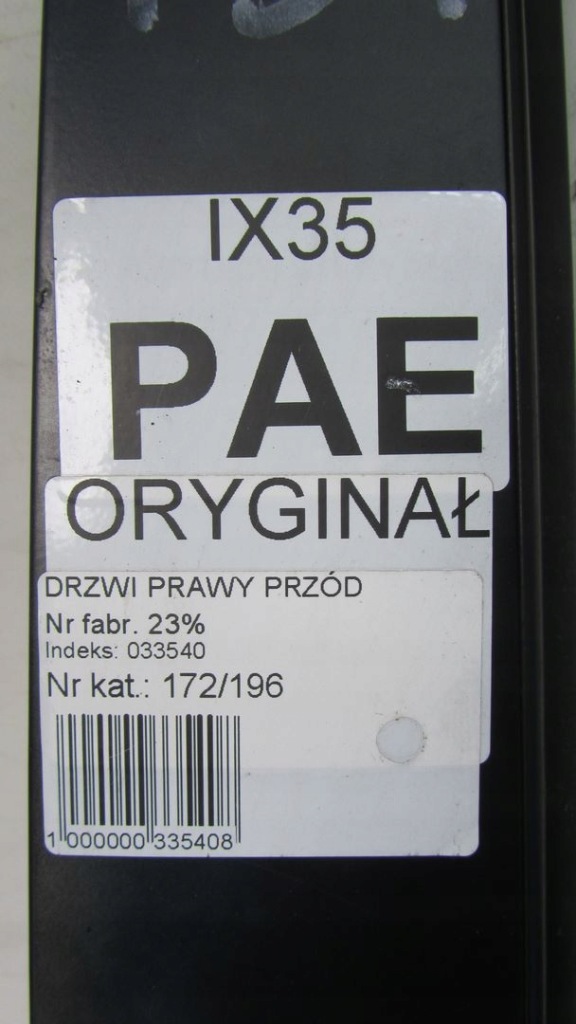 IX35
PAE
ORYGINAŁ
DRZWI PRAWY PRZÓD
Nr fabr. 23%
Indeks: 033540
Nr kat.: 172/196
1 000000 335408